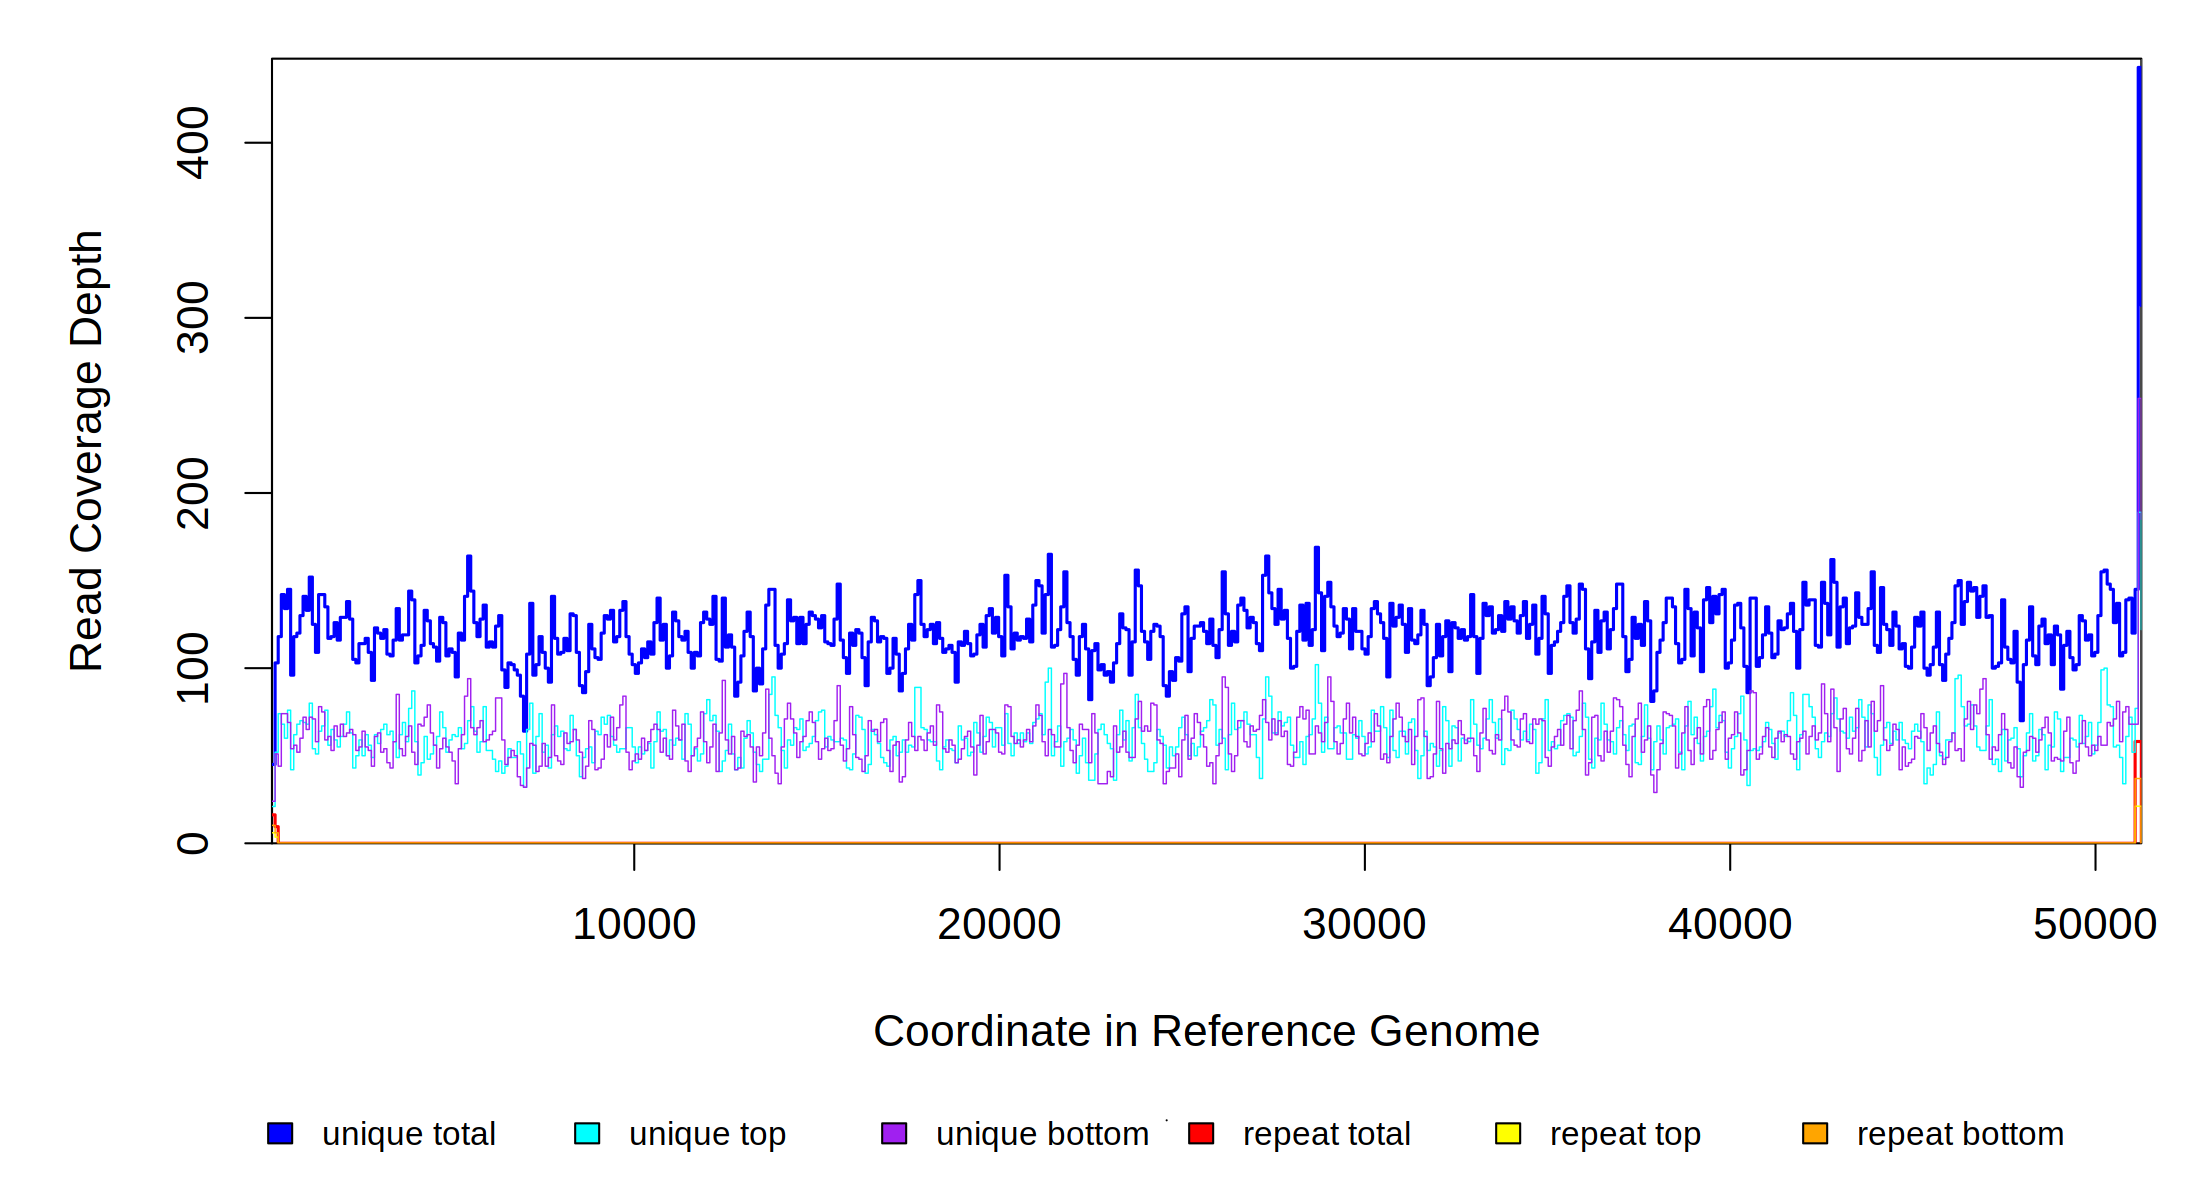 Read Coverage Depth
400
300
200
100
0
10000 20000 30000 40000 50000
Coordinate in Reference Genome
unique total unique top unique bottom repeat total repeat top repeat bottom